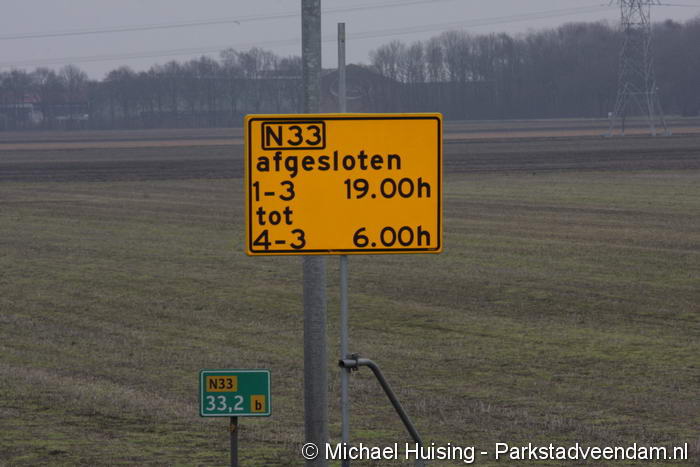 N33
afgesloten
1-3 19.00h
tot
4-3 6.00h
N33
33,2 b
© Michael Huising - Parkstadveendam.nl